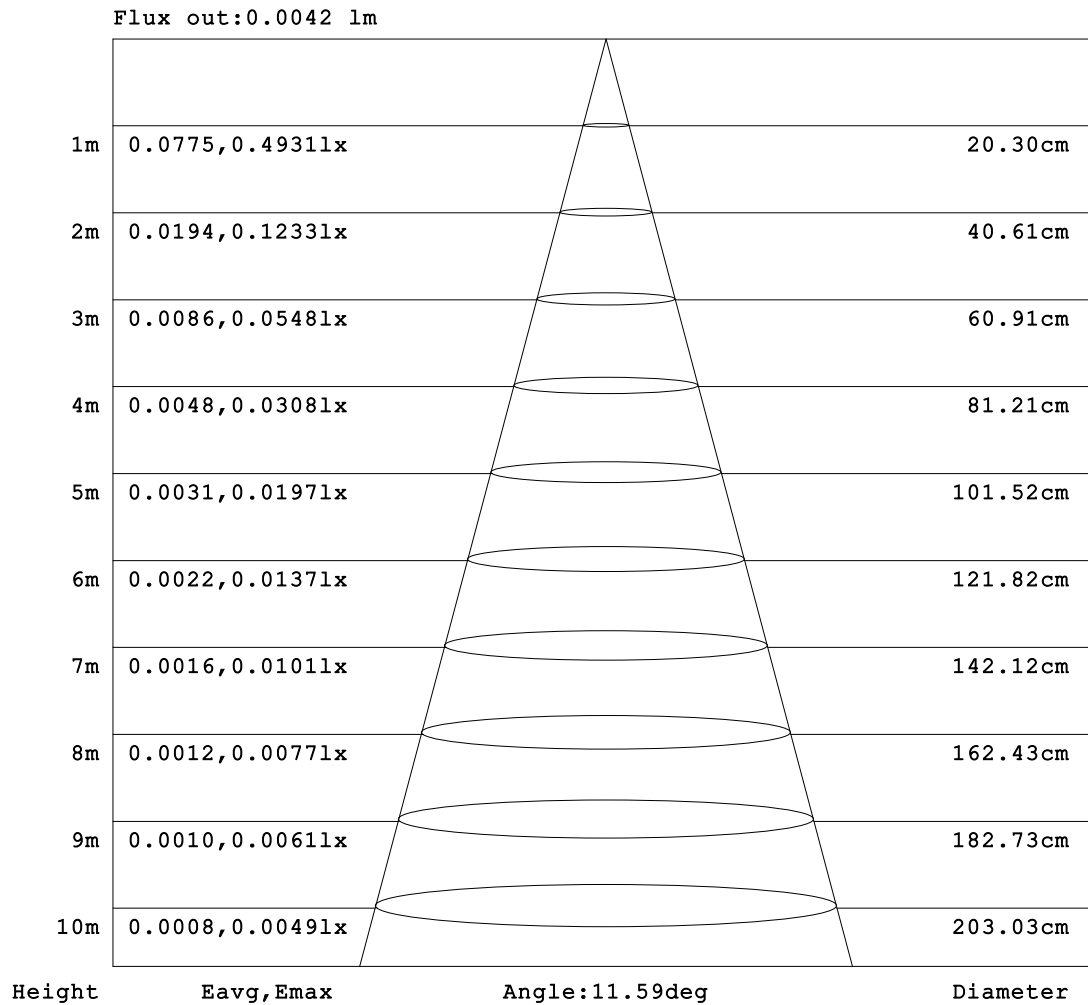 Flux out:0.0042 lm
1m 0.0775,0.4931lx 20.30cm
2m 0.0194,0.1233lx 40.61cm
3m 0.0086,0.0548lx 60.91cm
4m 0.0048,0.0308lx 81.21cm
5m 0.0031,0.0197lx 101.52cm
6m 0.0022,0.0137lx 121.82cm
7m 0.0016,0.0101lx 142.12cm
8m 0.0012,0.0077lx 162.43cm
9m 0.0010,0.0061lx 182.73cm
10m 0.0008,0.0049lx 203.03cm
Height Eavg,Emax Angle:11.59deg Diameter